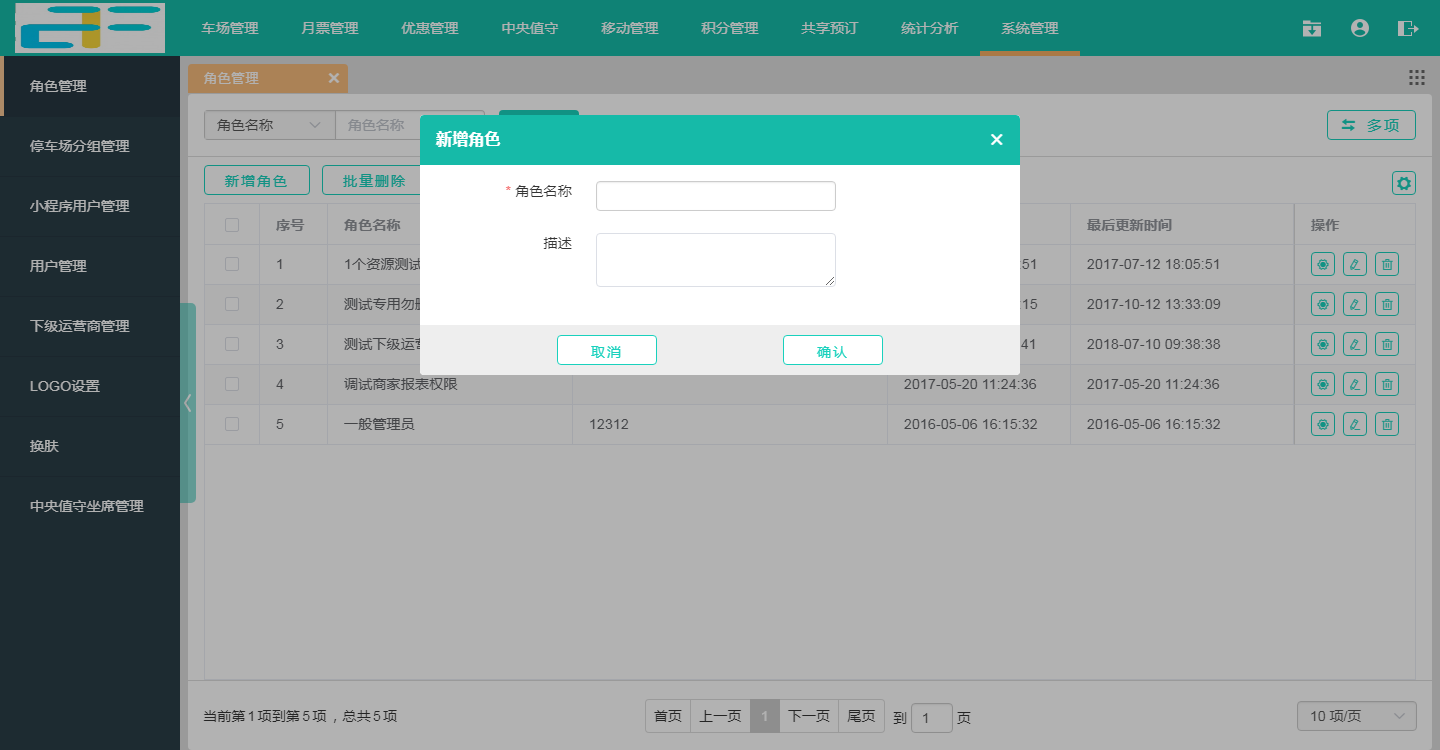 车场管理 月票管理 优惠管理 中央值守 移动管理 积分管理 共享预订 统计分析 系统管理
角色管理
停车场分组管理
小程序用户管理
用户管理
下级运营商管理
LOGO设置
换肤
中央值守坐席管理
角色管理
角色名称 角色名称 多项
新增角色 批量删除
序号 角色名称 最后更新时间 操作
1 1个资源测试 :51 2017-07-12 18:05:51
2 测试专用勿删 :15 2017-10-12 13:33:09
3 测试下级运营 :41 2018-07-10 09:38:38
4 调试商家报表权限 2017-05-20 11:24:36 2017-05-20 11:24:36
5 一般管理员 12312 2016-05-06 16:15:32 2016-05-06 16:15:32
新增角色
* 角色名称
描述
取消 确认
当前第1项到第5项，总共5项 首页 上一页 1 下一页 尾页 到 1 页 10 项/页